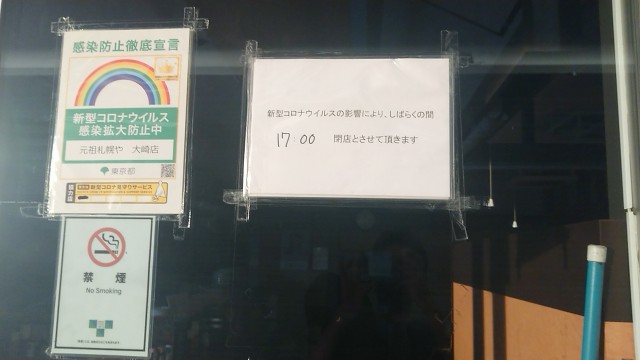 感染防止徹底宣言
新型コロナウイルス
感染拡大防止中
元祖札幌や 大崎店
東京都
新型コロナ見守りサービス
新型コロナウイルスの影響により、しばらくの間
17:00 閉店とさせて頂きます
禁煙
No Smoking